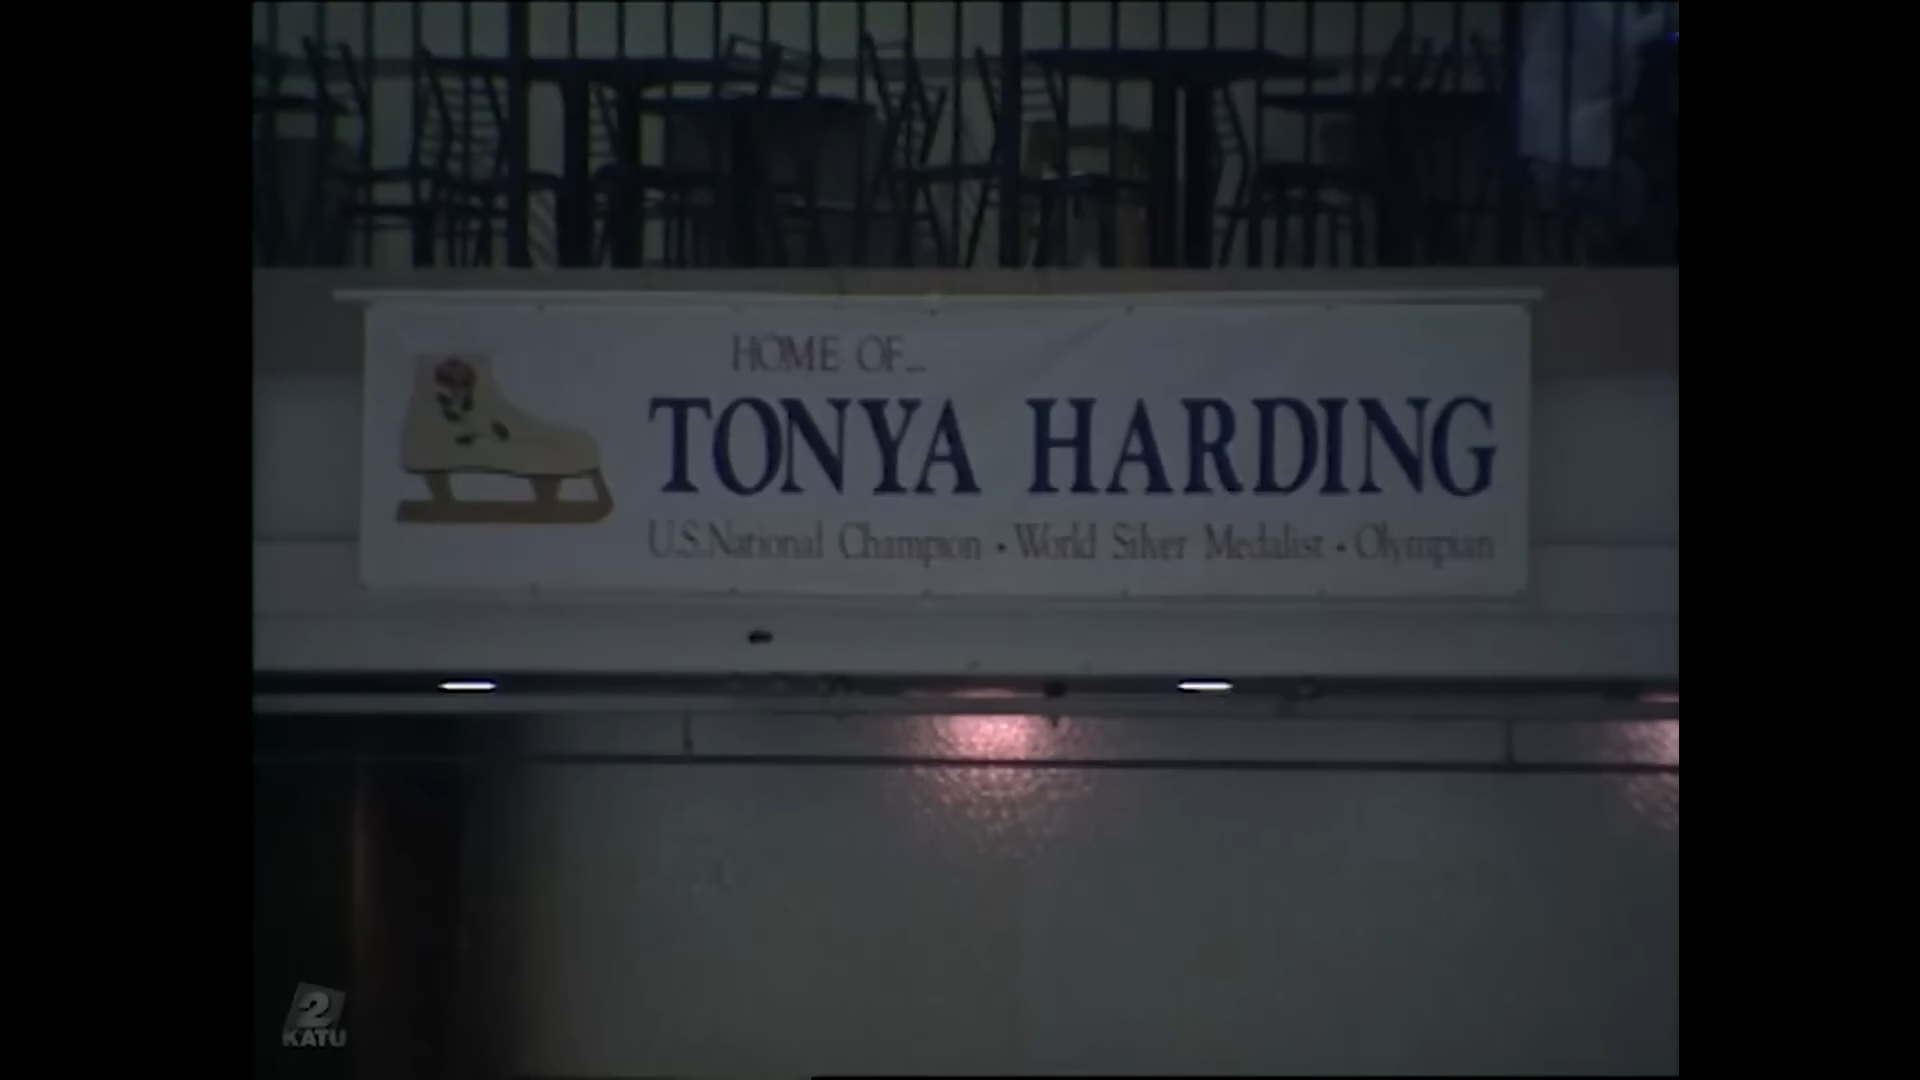 HOME OF...
TONYA HARDING
U.S. National Champion • World Silver Medalist • Olympian
2
KATU